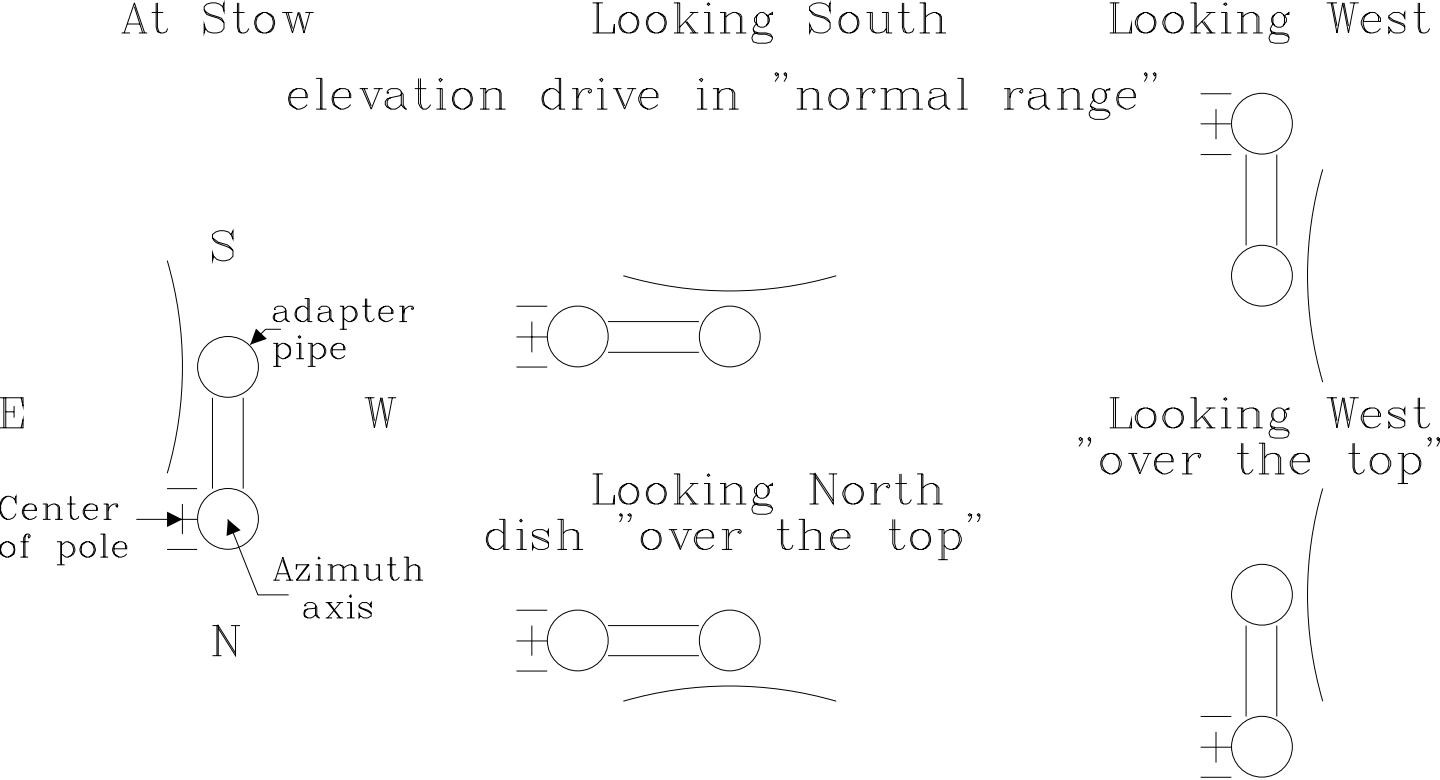 At Stow
Looking South
Looking West
elevation drive in "normal range"
S
adapter
pipe
E
W
Center
of pole
Azimuth
axis
N
Looking North
dish "over the top"
Looking West
"over the top"